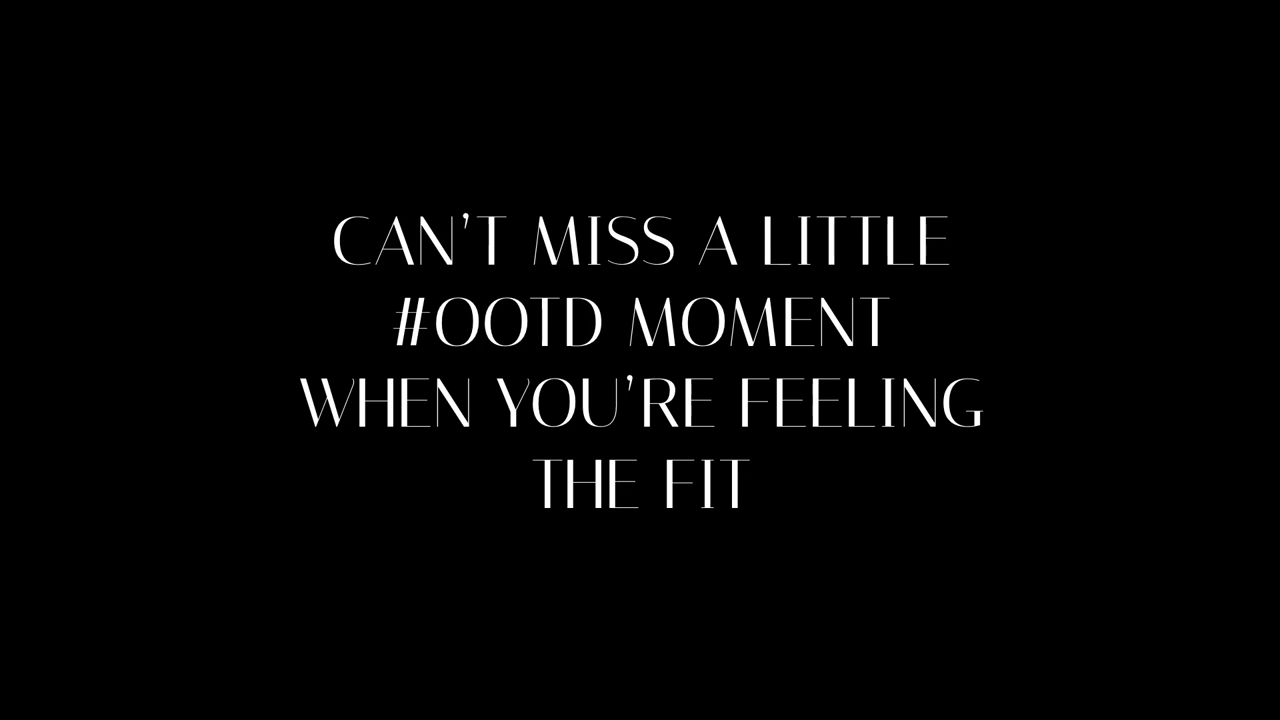 CAN'T MISS A LITTLE
#OOTD MOMENT
WHEN YOU'RE FEELING
THE FIT